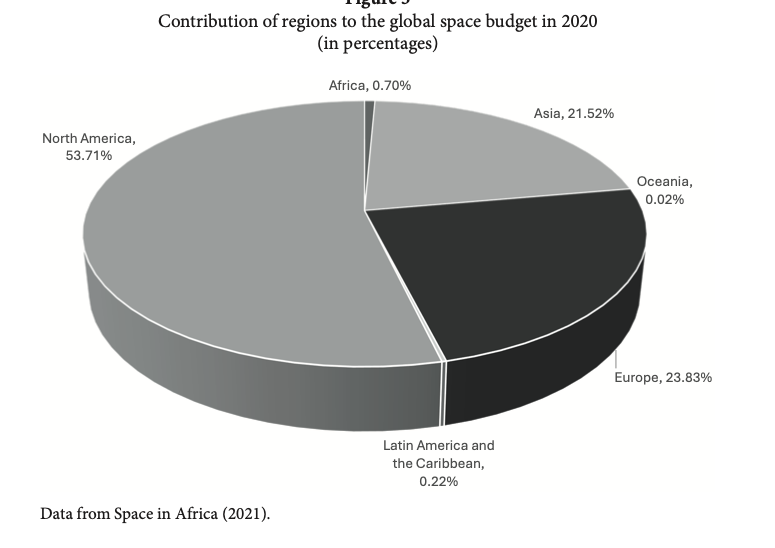 Figure 3
Contribution of regions to the global space budget in 2020
(in percentages)
Africa, 0.70%
Asia, 21.52%
North America,
53.71%
Oceania,
0.02%
Europe, 23.83%
Latin America and
the Caribbean,
0.22%
Data from Space in Africa (2021).